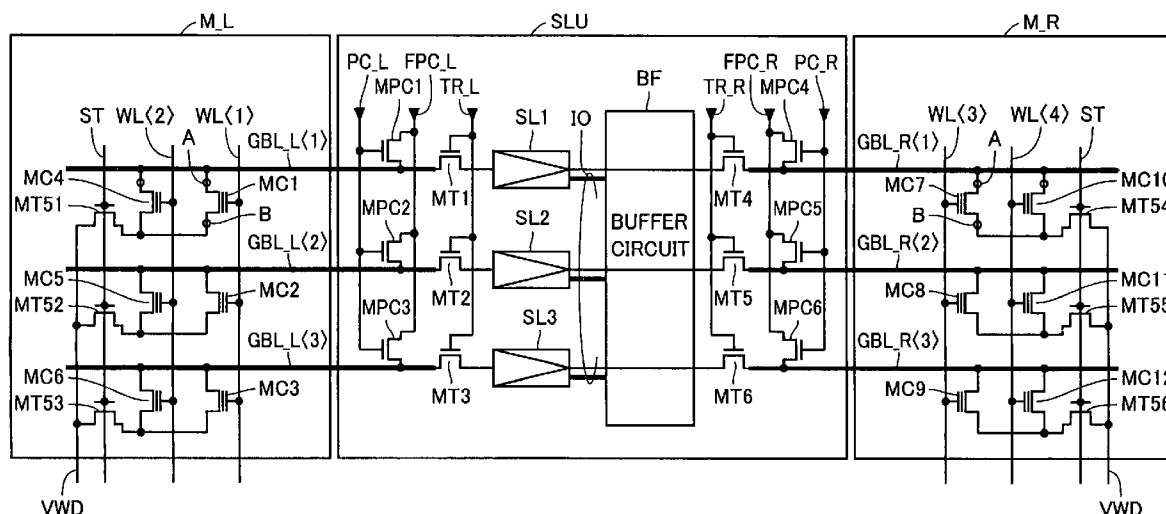 M_L
SLU
M_R
PC_L
FPC_L
MPC1
TR_L
SL1
IO
BF
TR_R
FPC_R
MPC4
PC_R
ST
WL⟨2⟩
WL⟨1⟩
A
GBL_L⟨1⟩
GBL_R⟨1⟩
WL⟨3⟩
WL⟨4⟩
A
ST
MC4
MC1
MT51
B
MT1
MPC2
SL2
BUFFER
CIRCUIT
MT4
MPC5
MC7
MC10
MT54
B
GBL_L⟨2⟩
GBL_R⟨2⟩
MC5
MC2
MT52
MT2
MPC3
SL3
MT5
MPC6
MC8
MC11
MT55
GBL_L⟨3⟩
GBL_R⟨3⟩
MC6
MC3
MT53
MT3
MT6
MC9
MC12
MT56
VWD
VWD